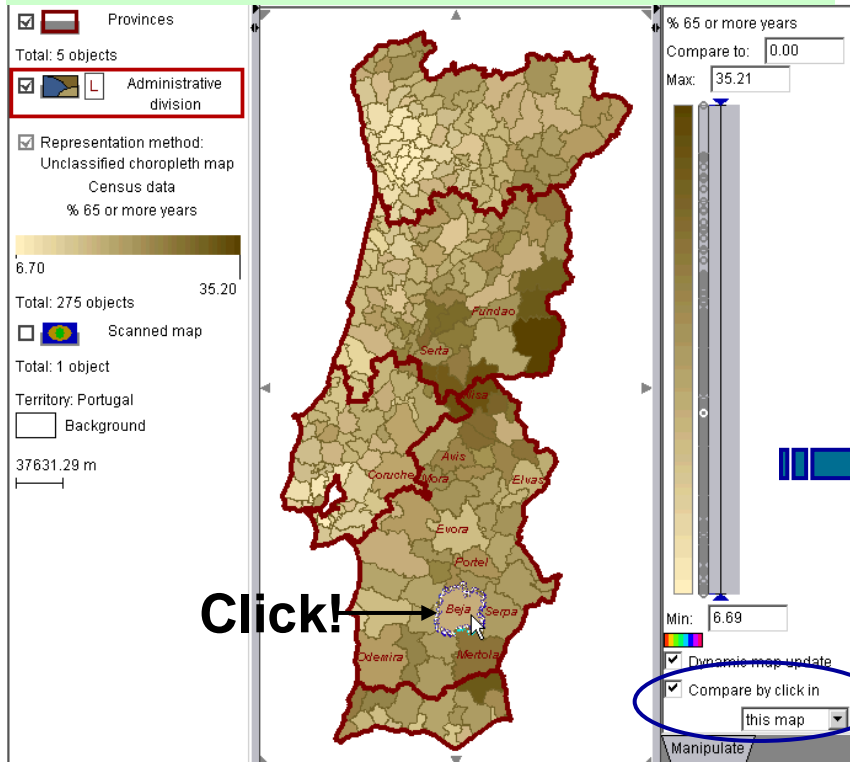 Provinces
Total: 5 objects
L
Administrative
division
Representation method:
Unclassified choropleth map
Census data
% 65 or more years
6.70
35.20
Total: 275 objects
Scanned map
Total: 1 object
Territory: Portugal
Background
37631.29 m
Fundao
Serta
Nisa
Avis
Coruche
Mora
Elvas
Evora
Portel
Click!
Beja
Serpa
Odemira
Mertola
% 65 or more years
Compare to: 0.00
Max: 35.21
Min: 6.69
Dynamic map update
Compare by click in
this map
Manipulate